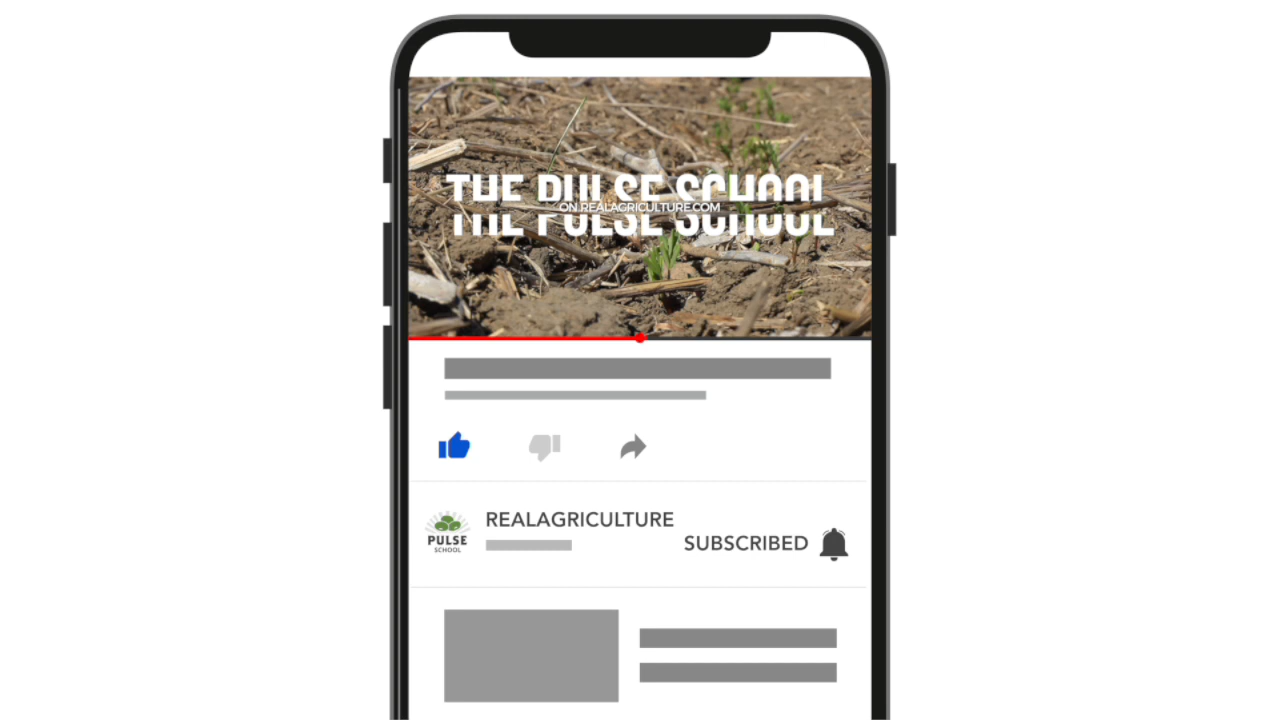 THE PULSE SCHOOL
ON REALAGRICULTURE.COM
PULSE
SCHOOL
REALAGRICULTURE
SUBSCRIBED